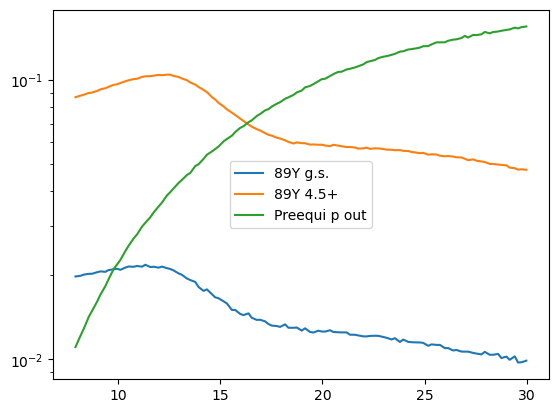 10⁻¹
10⁻²
89Y g.s.
89Y 4.5+
Preequi p out
10 15 20 25 30